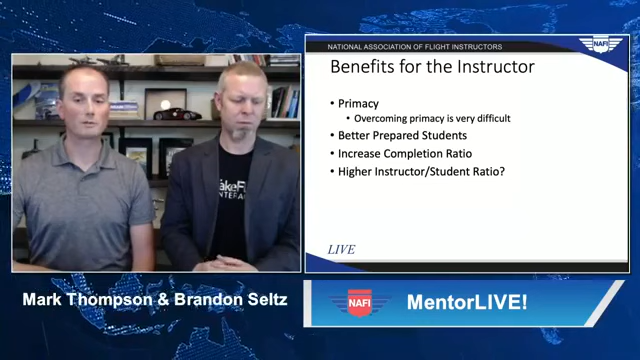 NATIONAL ASSOCIATION OF FLIGHT INSTRUCTORS
NAFI
Benefits for the Instructor
• Primacy
• Overcoming primacy is very difficult
• Better Prepared Students
• Increase Completion Ratio
• Higher Instructor/Student Ratio?
LIVE
Mark Thompson & Brandon Seltz
NAFI
MentorLIVE!